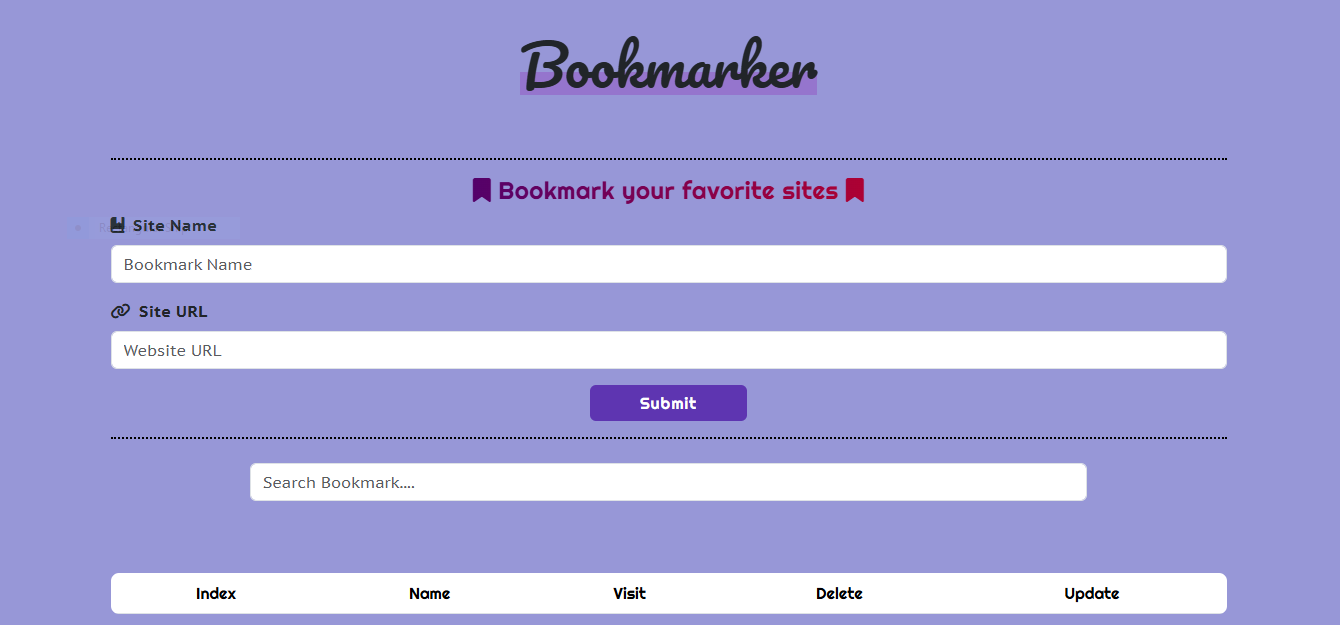 Bookmarker
Bookmark your favorite sites
Site Name
Bookmark Name
Site URL
Website URL
Submit
Search Bookmark....
Index Name Visit Delete Update